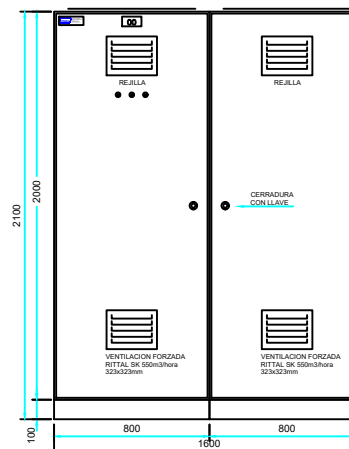 00
REJILLA
REJILLA
CERRADURA
CON LLAVE
2100
2000
VENTILACION FORZADA
RITTAL SK 550m3/hora
323x323mm
VENTILACION FORZADA
RITTAL SK 550m3/hora
323x323mm
100
800
800
1600